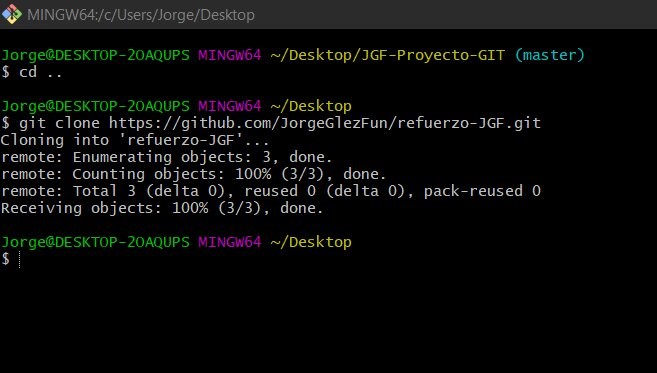 MINGW64:/c/Users/Jorge/Desktop
Jorge@DESKTOP-2OAQUPS MINGW64 ~/Desktop/JGF-Proyecto-GIT (master)
$ cd ..
Jorge@DESKTOP-2OAQUPS MINGW64 ~/Desktop
$ git clone https://github.com/JorgeGlezFun/refuerzo-JGF.git
Cloning into 'refuerzo-JGF'...
remote: Enumerating objects: 3, done.
remote: Counting objects: 100% (3/3), done.
remote: Total 3 (delta 0), reused 0 (delta 0), pack-reused 0
Receiving objects: 100% (3/3), done.
Jorge@DESKTOP-2OAQUPS MINGW64 ~/Desktop
$